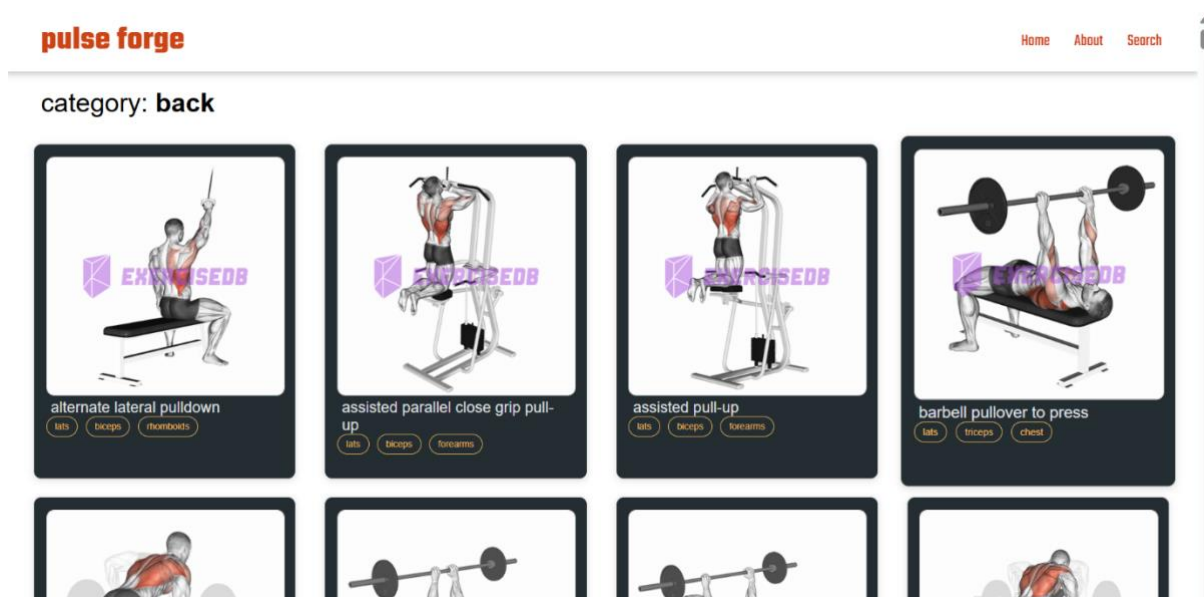 pulse forge
Home About Search
category: back
EXERCISEDB
EXERCISEDB
EXERCISEDB
EXERCISEDB
alternate lateral pulldown
lats biceps rhomboids
assisted parallel close grip pull-
up
lats biceps forearms
assisted pull-up
lats biceps forearms
barbell pullover to press
lats triceps chest